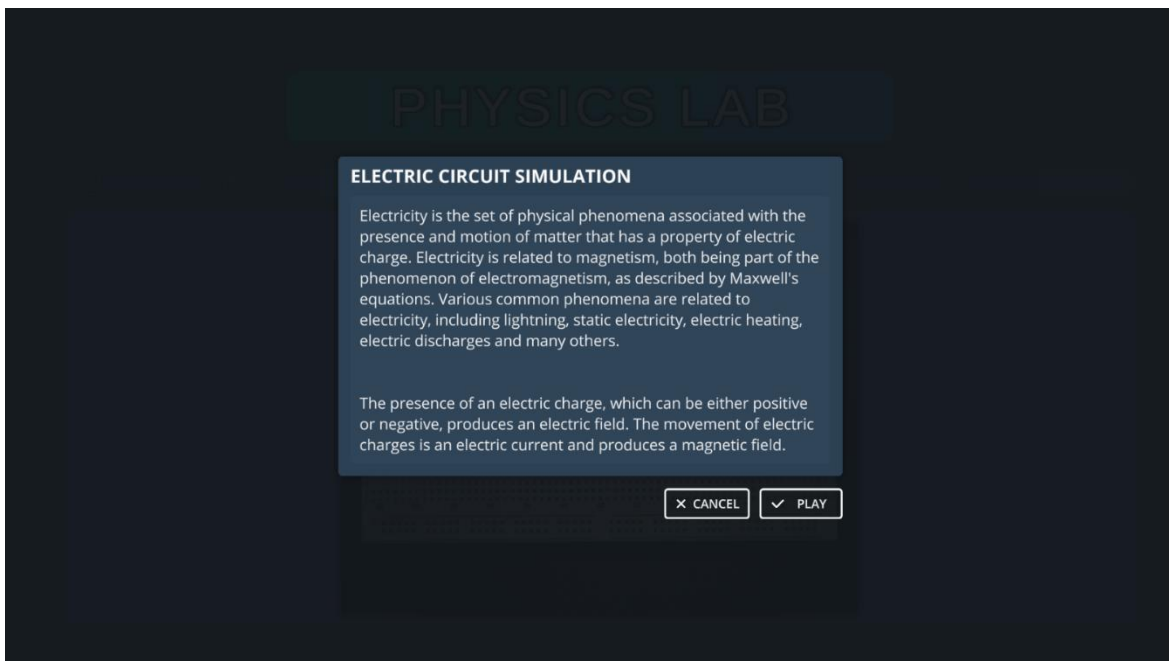 PHYSICS LAB
ELECTRIC CIRCUIT SIMULATION
Electricity is the set of physical phenomena associated with the
presence and motion of matter that has a property of electric
charge. Electricity is related to magnetism, both being part of the
phenomenon of electromagnetism, as described by Maxwell's
equations. Various common phenomena are related to
electricity, including lightning, static electricity, electric heating,
electric discharges and many others.
The presence of an electric charge, which can be either positive
or negative, produces an electric field. The movement of electric
charges is an electric current and produces a magnetic field.
CANCEL PLAY